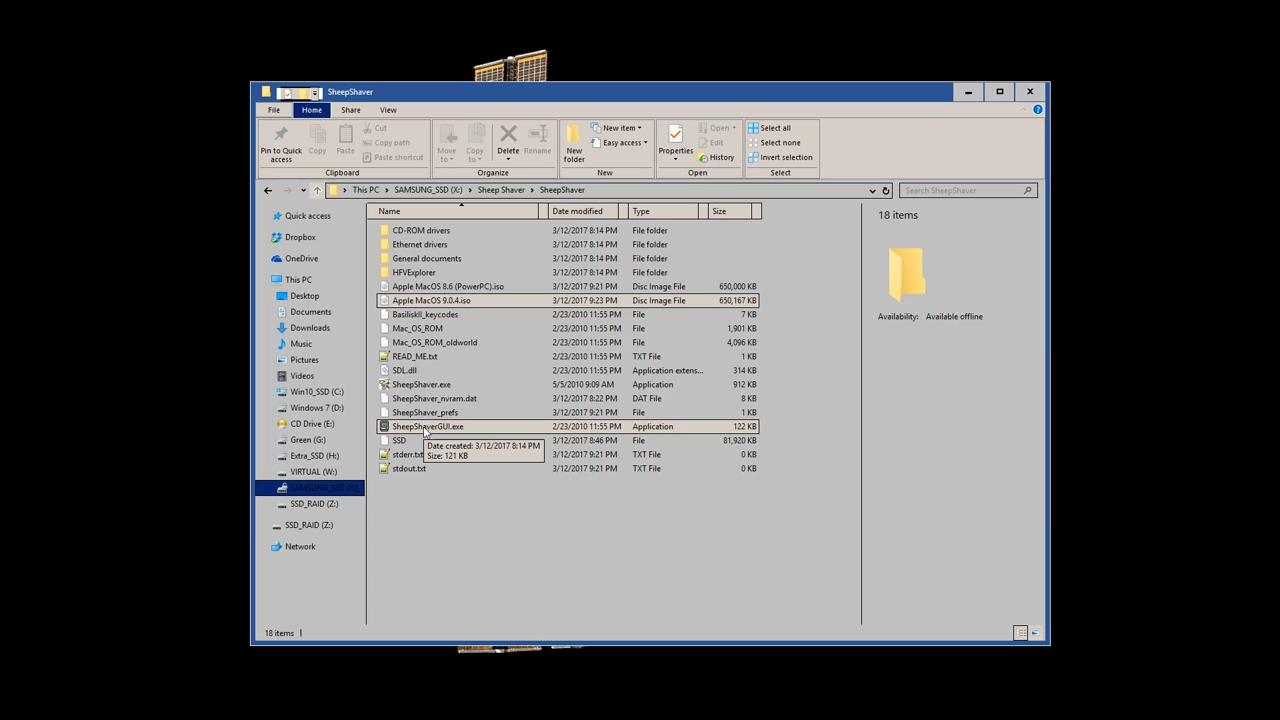 SheepShaver
File Home Share View
Pin to Quick access
Copy
Paste
Cut
Copy path
Paste shortcut
Clipboard
Move to
Copy to
Delete
Rename
Organize
New folder
New item
Easy access
New
Properties
Open
Edit
History
Open
Select all
Select none
Invert selection
Select
This PC SAMSUNG_SSD (X:) Sheep Shaver SheepShaver
Search SheepShaver
Quick access
Dropbox
OneDrive
This PC
Desktop
Documents
Downloads
Music
Pictures
Videos
Win10_SSD (C:)
Windows 7 (D:)
CD Drive (E:)
Green (G:)
Extra_SSD (H:)
VIRTUAL (W:)
SAMSUNG_SSD (X:)
SSD_RAID (Z:)
SSD_RAID (Z:)
Network
Name Date modified Type Size
CD-ROM drivers 3/12/2017 8:14 PM File folder
Ethernet drivers 3/12/2017 8:14 PM File folder
General documents 3/12/2017 8:14 PM File folder
HFVExplorer 3/12/2017 8:14 PM File folder
Apple MacOS 8.6 (PowerPC).iso 3/12/2017 9:21 PM Disc Image File 650,000 KB
Apple MacOS 9.0.4.iso 3/12/2017 9:23 PM Disc Image File 650,167 KB
BasiliskII_keycodes 2/23/2010 11:55 PM File 7 KB
Mac_OS_ROM 2/23/2010 11:55 PM File 1,901 KB
Mac_OS_ROM_oldworld 2/23/2010 11:55 PM File 4,096 KB
READ_ME.txt 2/23/2010 11:55 PM TXT File 1 KB
SDL.dll 2/23/2010 11:55 PM Application extens... 314 KB
SheepShaver.exe 5/5/2010 9:09 AM Application 912 KB
SheepShaver_nvram.dat 3/12/2017 8:22 PM DAT File 8 KB
SheepShaver_prefs 3/12/2017 9:21 PM File 1 KB
SheepShaverGUI.exe 2/23/2010 11:55 PM Application 122 KB
SSD 3/12/2017 8:46 PM File 81,920 KB
stderr.txt 3/12/2017 9:21 PM TXT File 0 KB
stdout.txt 3/12/2017 9:21 PM TXT File 0 KB
Date created: 3/12/2017 8:14 PM
Size: 121 KB
18 items
Availability: Available offline
18 items